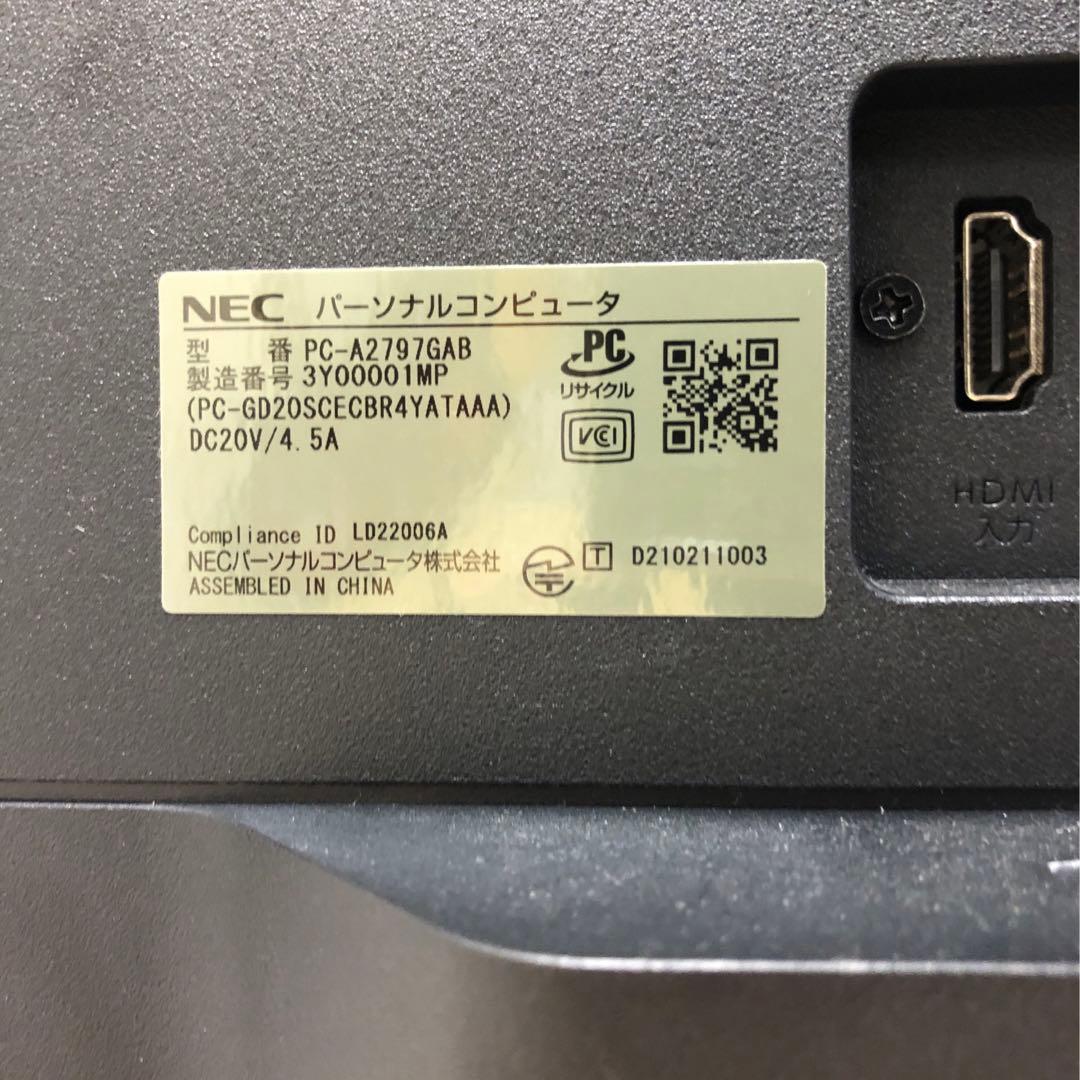 NEC パーソナルコンピュータ
型 番 PC-A2797GAB
製造番号 3Y00001MP
(PC-GD20SCECBR4YATAAA)
DC20V/4.5A
PC
リサイクル
VCCI
Compliance ID LD22006A
NECパーソナルコンピュータ株式会社
ASSEMBLED IN CHINA
T D210211003
HDMI
入力